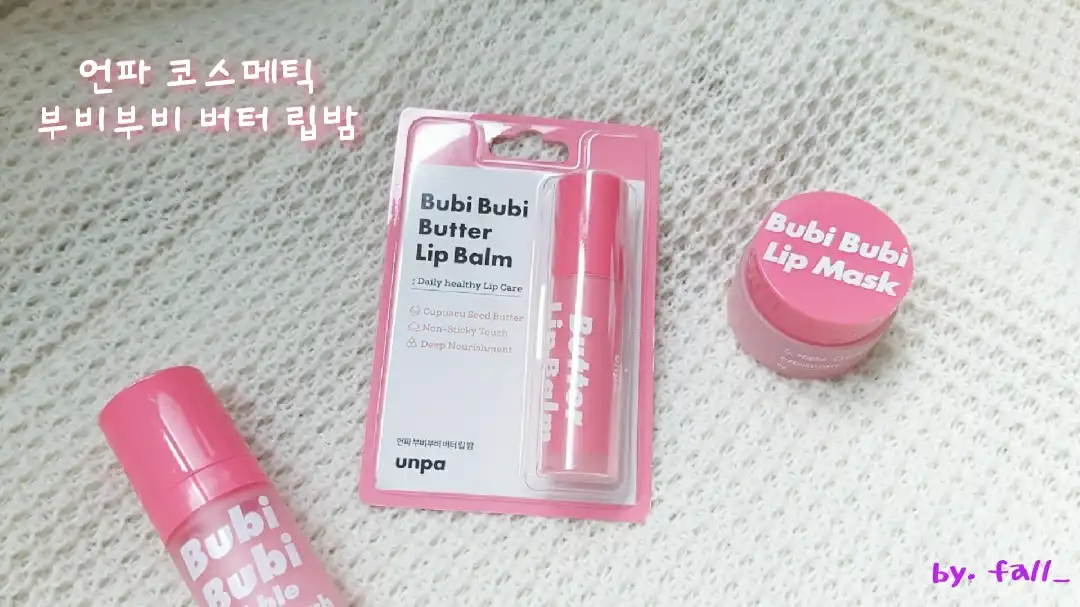 언파 코스메틱
부비부비 버터 립밤
Bubi Bubi
Butter
Lip Balm
: Daily healthy Lip Care
Cupuacu Seed Butter
Non-Sticky Touch
Deep Nourishment
언파 부비부비 버터 립 밤
unpa
Butter
Lip Balm
Bubi Bubi
Lip Mask
Bubi
Bubi
by. fall_